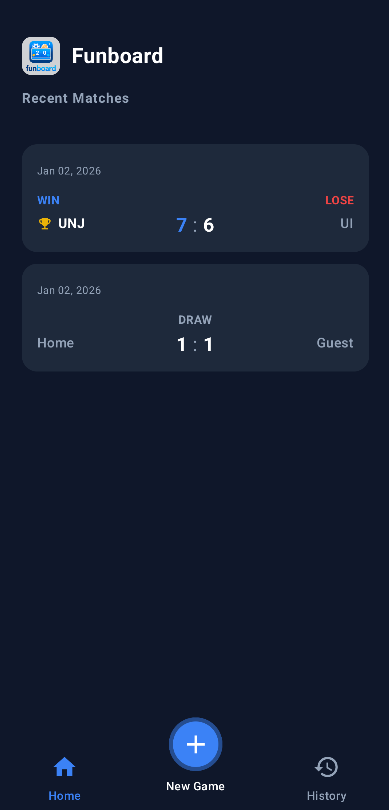 funboard
Funboard
Recent Matches
Jan 02, 2026
WIN LOSE
UNJ 7 : 6 UI
Jan 02, 2026
DRAW
Home 1 : 1 Guest
New Game
Home History